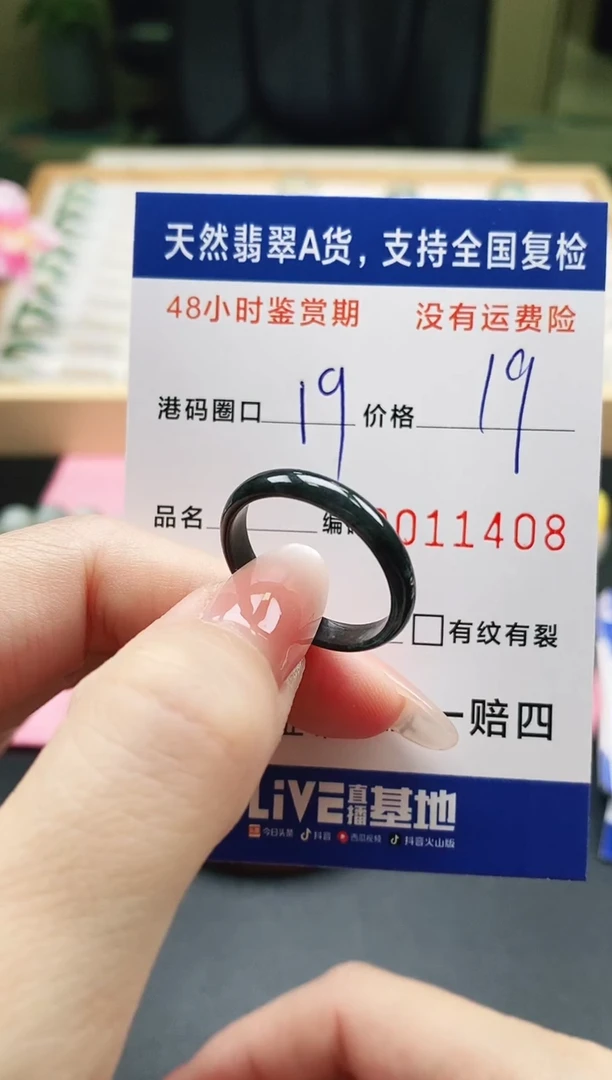 天然翡翠A货，支持全国复检
48小时鉴赏期 没有运费险
港码圈口 19 价格 19
品名 编 011408
□有纹有裂
一赔四
LiVE直播基地
今日头条 抖音 西瓜视频 抖音火山版